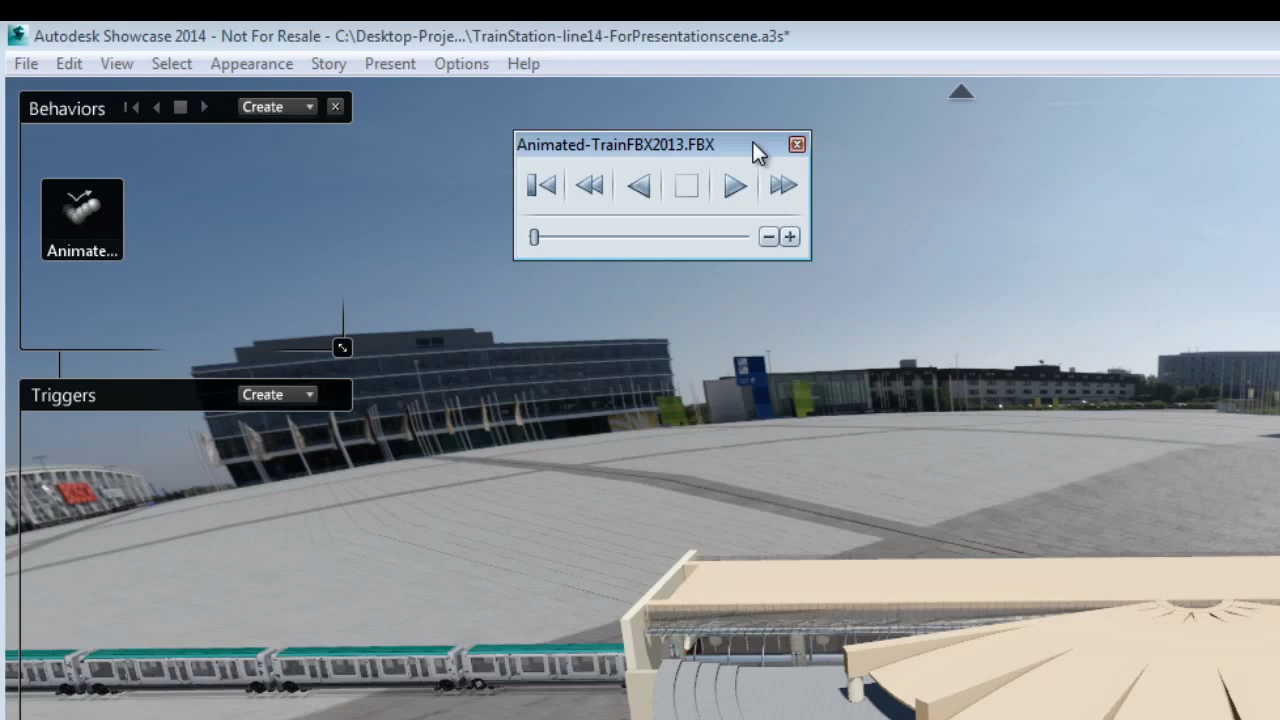 Autodesk Showcase 2014 - Not For Resale - C:\Desktop-Proje...\TrainStation-line14-ForPresentationscene.a3s*
File Edit View Select Appearance Story Present Options Help
Behaviors Create
Animated-TrainFBX2013.FBX
Animate...
Triggers Create